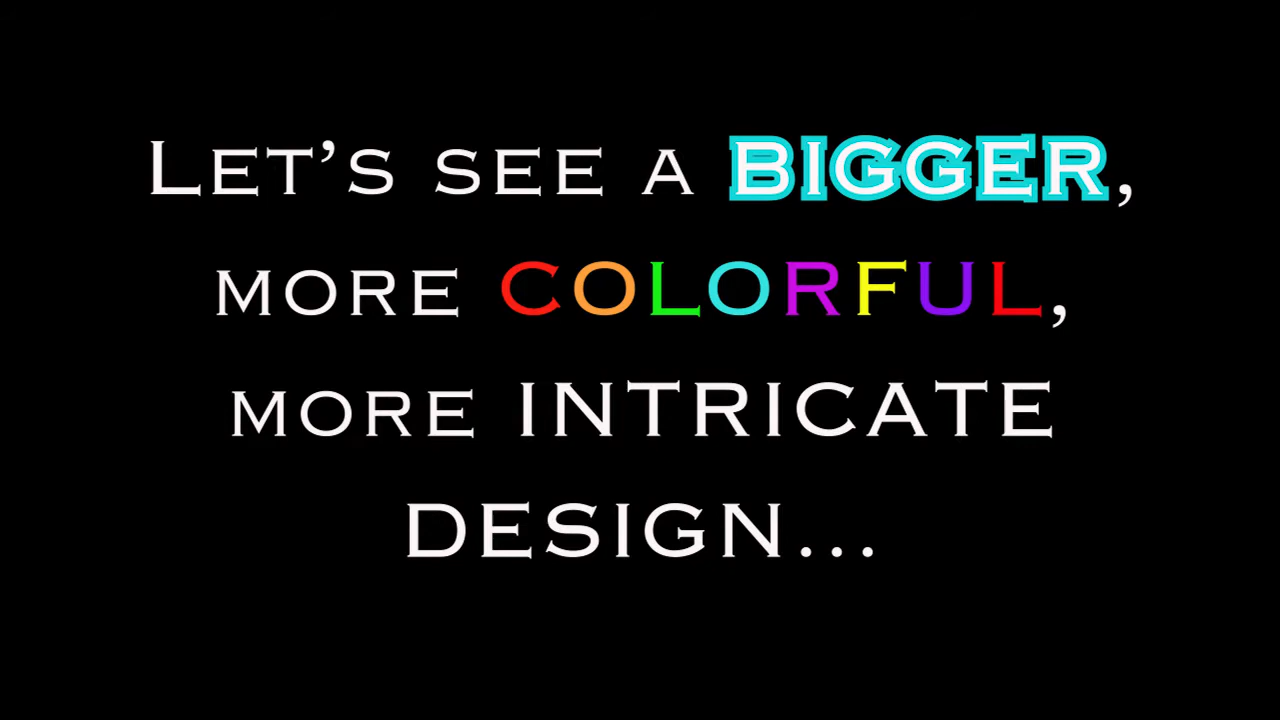 Let's see a BIGGER,
more COLORFUL,
more INTRICATE
DESIGN...